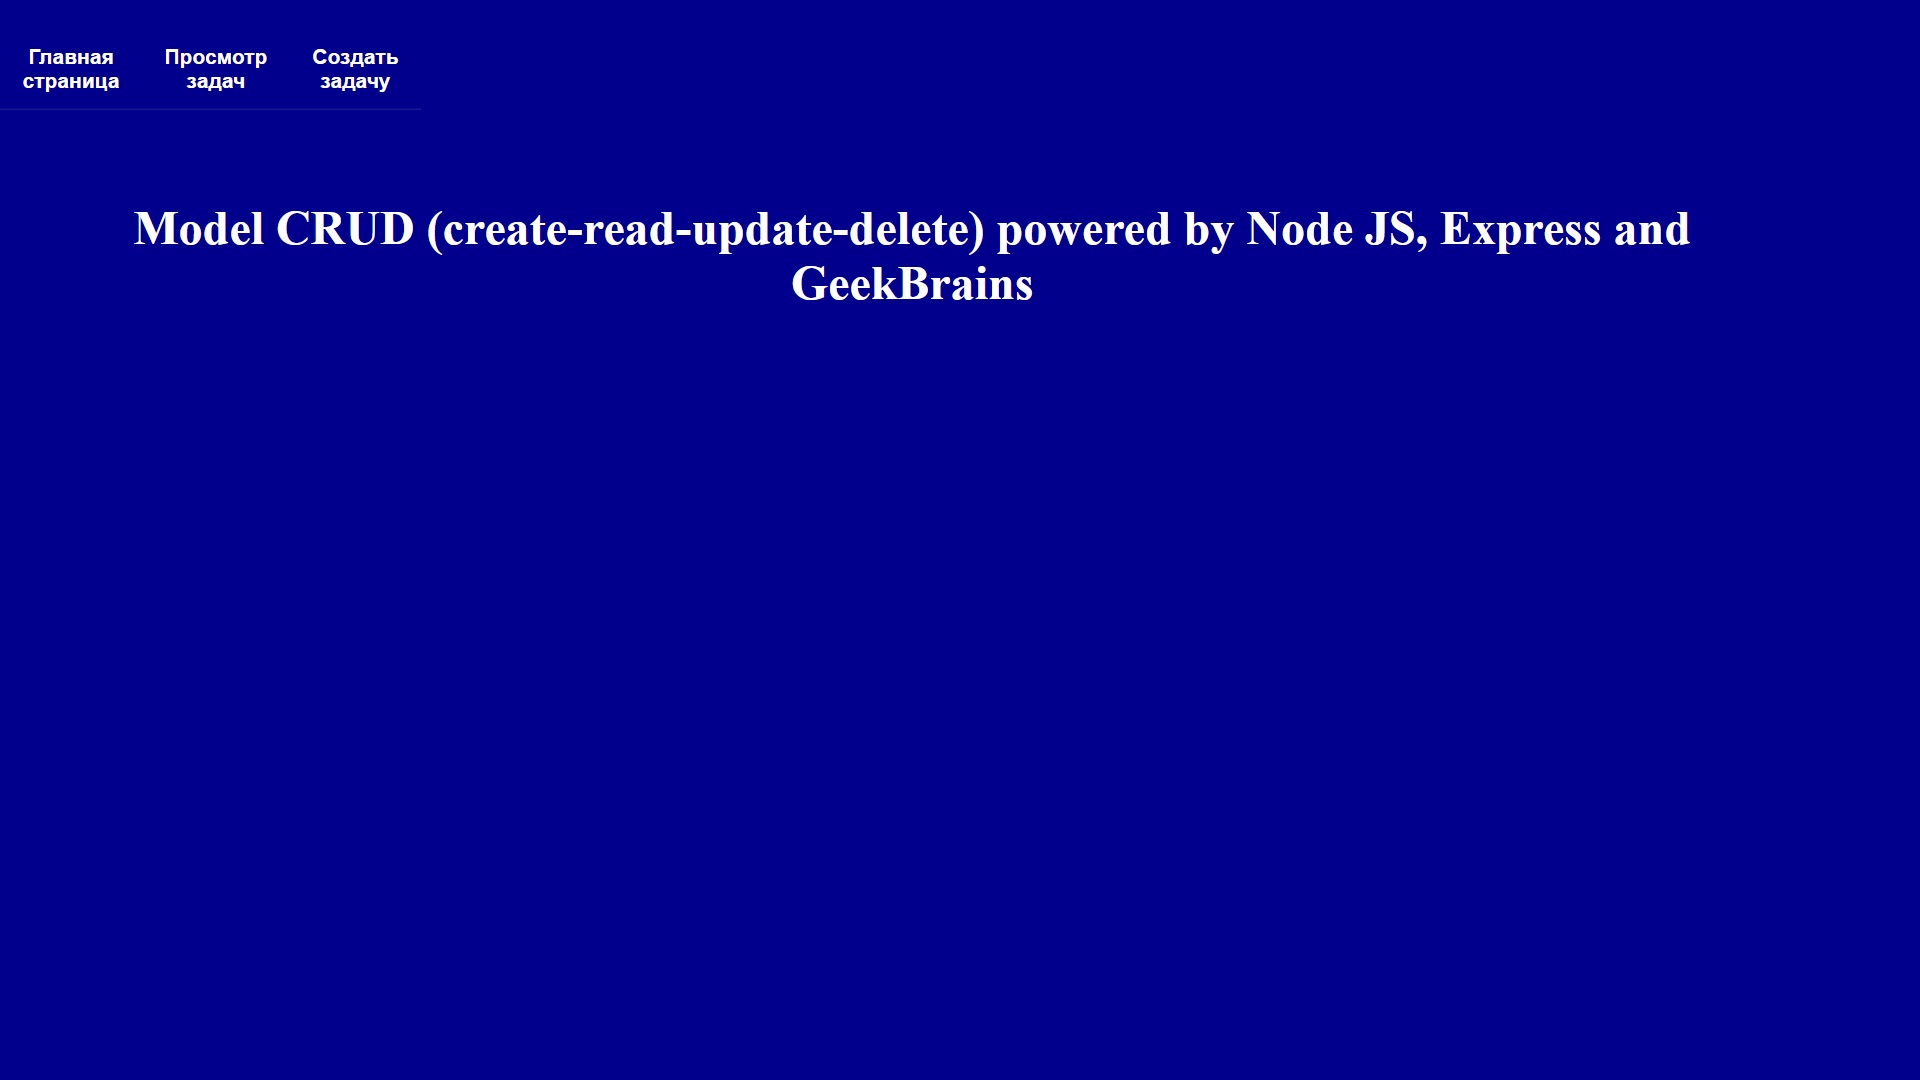 Главная
страница
Просмотр
задач
Создать
задачу
Model CRUD (create-read-update-delete) powered by Node JS, Express and
GeekBrains